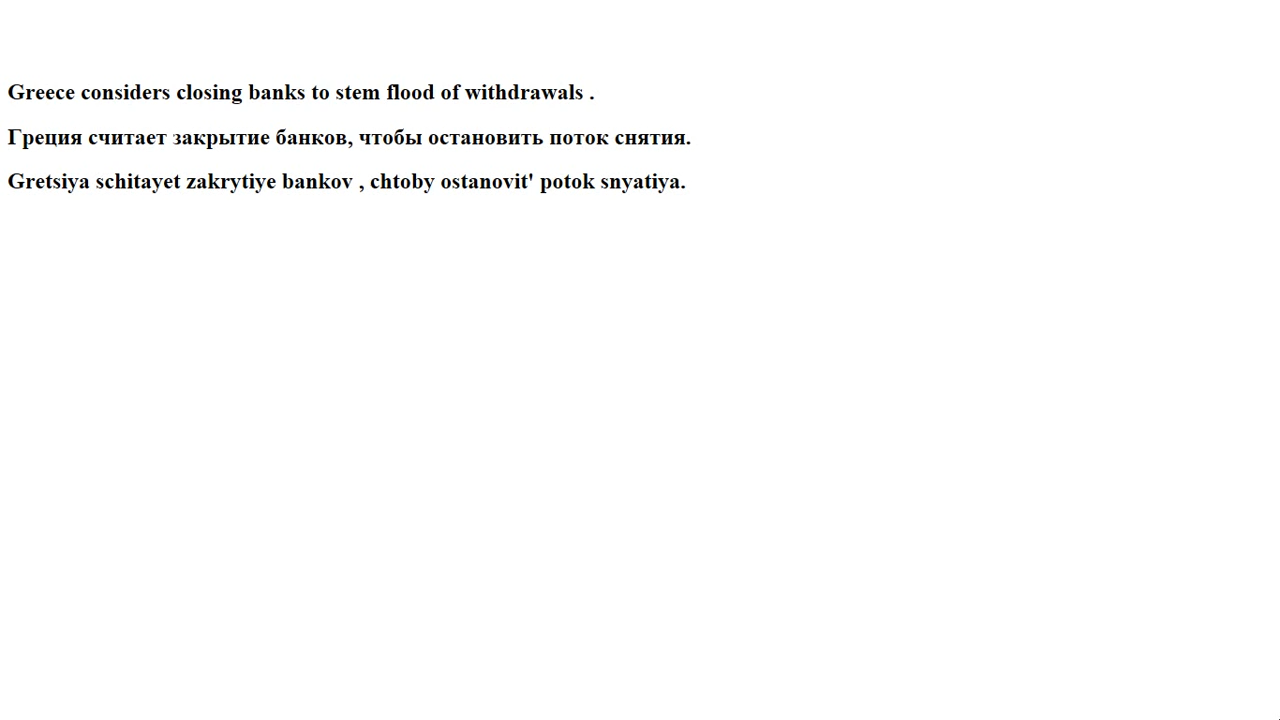 Greece considers closing banks to stem flood of withdrawals .
Греция считает закрытие банков, чтобы остановить поток снятия.
Gretsiya schitayet zakrytiye bankov , chtoby ostanovit' potok snyatiya.